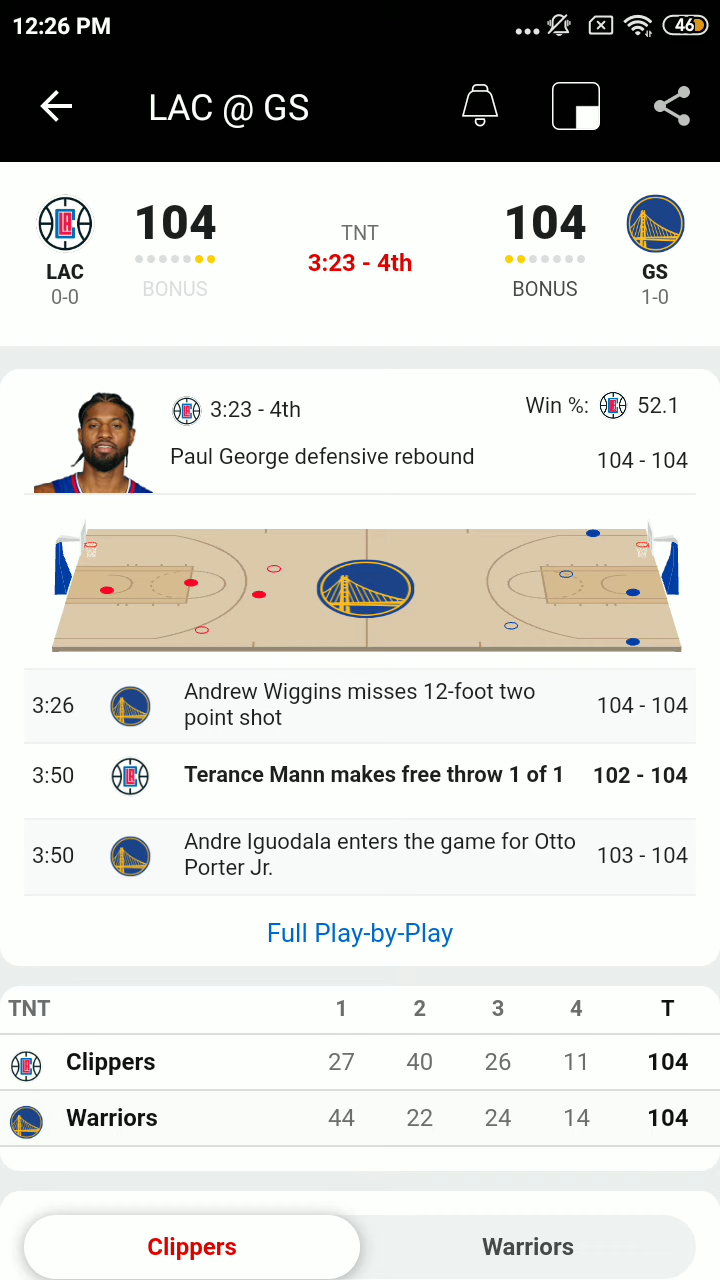 12:26 PM
46
LAC @ GS
104
TNT
104
3:23 - 4th
LAC
BONUS
BONUS
GS
0-0
1-0
3:23 - 4th
Win %:
52.1
Paul George defensive rebound
104 - 104
3:26
Andrew Wiggins misses 12-foot two
point shot
104 - 104
3:50
Terance Mann makes free throw 1 of 1
102 - 104
3:50
Andre Iguodala enters the game for Otto
Porter Jr.
103 - 104
Full Play-by-Play
TNT 1 2 3 4 T
Clippers 27 40 26 11 104
Warriors 44 22 24 14 104
Clippers
Warriors